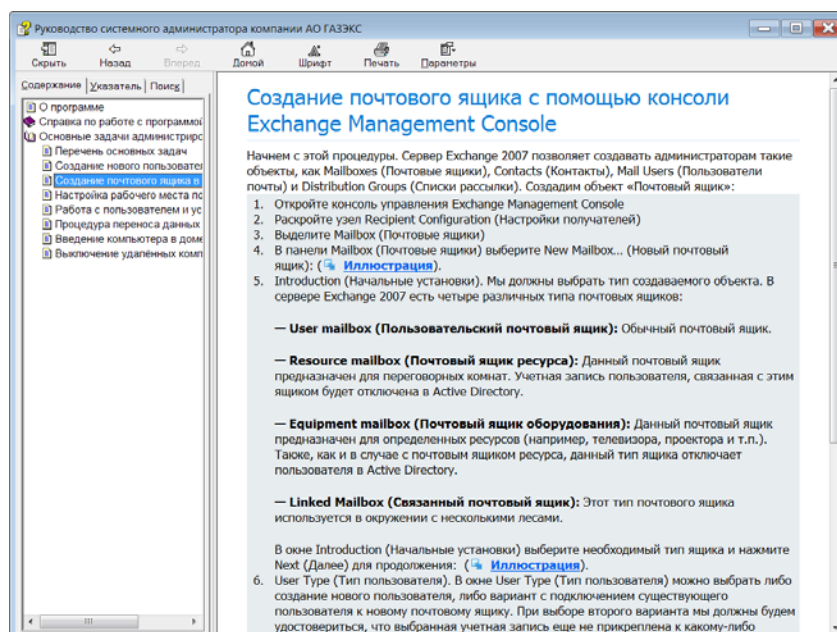 Руководство системного администратора компании АО ГАЗЭКС
Скрыть Назад Вперед Домой Шрифт Печать Параметры
Содержание Указатель Поиск
О программе
Справка по работе с программой
Основные задачи администриро
Перечень основных задач
Создание нового пользовател
Создание почтового ящика в
Настройка рабочего места по
Работа с пользователем и ус
Процедура переноса данных
Введение компьютера в доме
Выключение удалённых комп
Создание почтового ящика с помощью консоли
Exchange Management Console
Начнем с этой процедуры. Сервер Exchange 2007 позволяет создавать администраторам такие
объекты, как Mailboxes (Почтовые ящики), Contacts (Контакты), Mail Users (Пользователи
почты) и Distribution Groups (Списки рассылки). Создадим объект «Почтовый ящик»:
1. Откройте консоль управления Exchange Management Console
2. Раскройте узел Recipient Configuration (Настройки получателей)
3. Выделите Mailbox (Почтовые ящики)
4. В панели Mailbox (Почтовые ящики) выберите New Mailbox... (Новый почтовый
ящик): ( Иллюстрация).
5. Introduction (Начальные установки). Мы должны выбрать тип создаваемого объекта. В
сервере Exchange 2007 есть четыре различных типа почтовых ящиков:
— User mailbox (Пользовательский почтовый ящик): Обычный почтовый ящик.
— Resource mailbox (Почтовый ящик ресурса): Данный почтовый ящик
предназначен для переговорных комнат. Учетная запись пользователя, связанная с этим
ящиком будет отключена в Active Directory.
— Equipment mailbox (Почтовый ящик оборудования): Данный почтовый ящик
предназначен для определенных ресурсов (например, телевизора, проектора и т.п.).
Также, как и в случае с почтовым ящиком ресурса, данный тип ящика отключает
пользователя в Active Directory.
— Linked Mailbox (Связанный почтовый ящик): Этот тип почтового ящика
используется в окружении с несколькими лесами.
В окне Introduction (Начальные установки) выберите необходимый тип ящика и нажмите
Next (Далее) для продолжения: ( Иллюстрация).
6. User Type (Тип пользователя). В окне User Type (Тип пользователя) можно выбрать либо
создание нового пользователя, либо вариант с подключением существующего
пользователя к новому почтовому ящику. При выборе второго варианта мы должны будем
удостовериться, что выбранная учетная запись еще не прикреплена к какому-либо